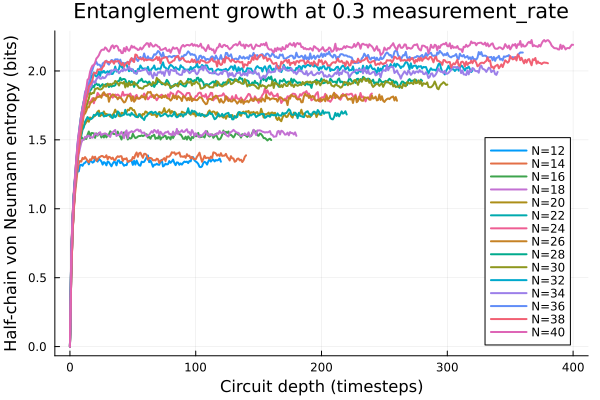 Entanglement growth at 0.3 measurement_rate
Half-chain von Neumann entropy (bits)
2.0
1.5
1.0
0.5
0.0
N=12
N=14
N=16
N=18
N=20
N=22
N=24
N=26
N=28
N=30
N=32
N=34
N=36
N=38
N=40
0
100
200
300
400
Circuit depth (timesteps)